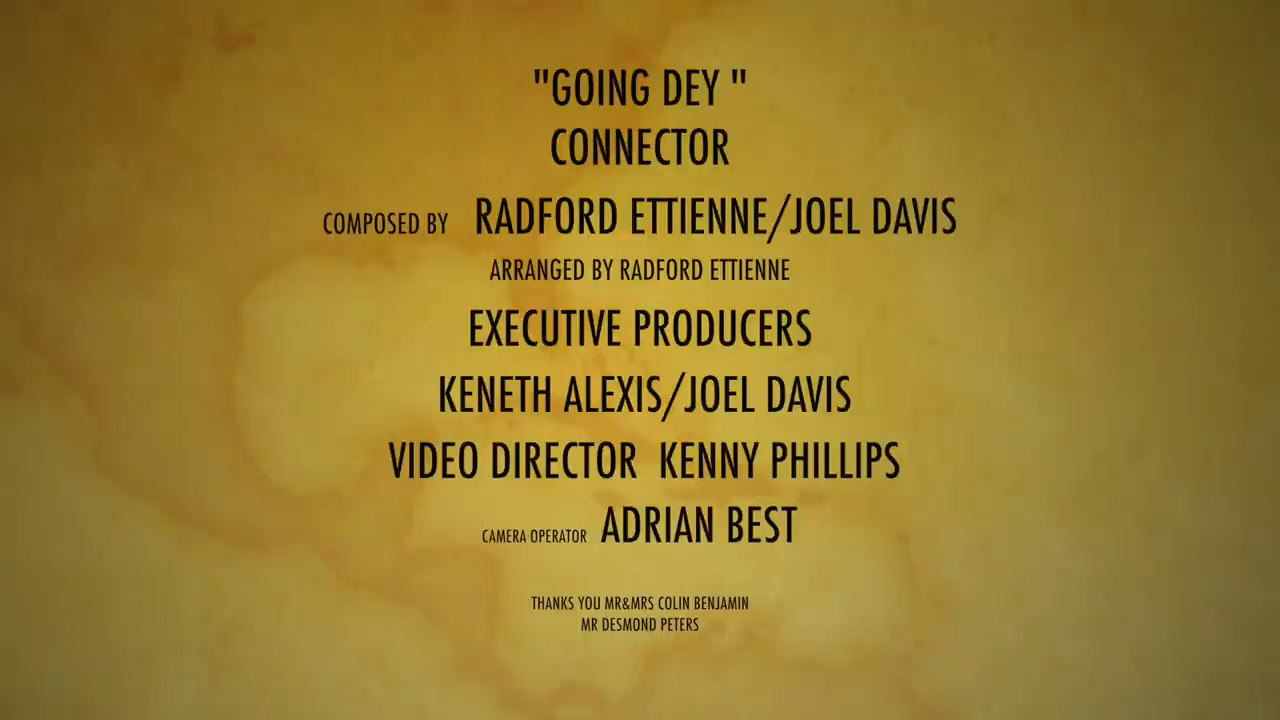 "GOING DEY "
CONNECTOR
COMPOSED BY RADFORD ETTIENNE/JOEL DAVIS
ARRANGED BY RADFORD ETTIENNE
EXECUTIVE PRODUCERS
KENETH ALEXIS/JOEL DAVIS
VIDEO DIRECTOR KENNY PHILLIPS
CAMERA OPERATOR ADRIAN BEST
THANKS YOU MR&MRS COLIN BENJAMIN
MR DESMOND PETERS